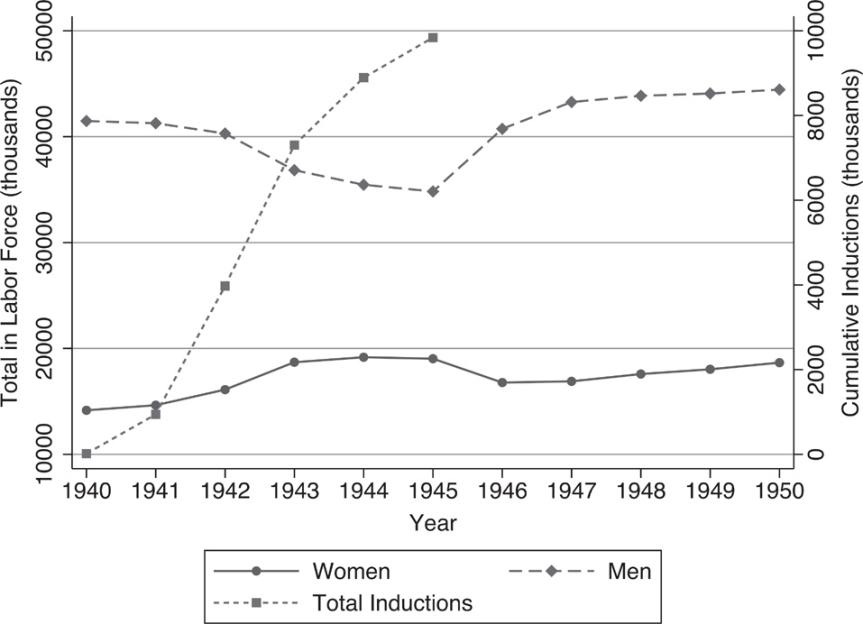 Total in Labor Force (thousands)
50000
40000
30000
20000
10000
Cumulative Inductions (thousands)
10000
8000
6000
4000
2000
0
1940 1941 1942 1943 1944 1945 1946 1947 1948 1949 1950
Year
Women Men
Total Inductions